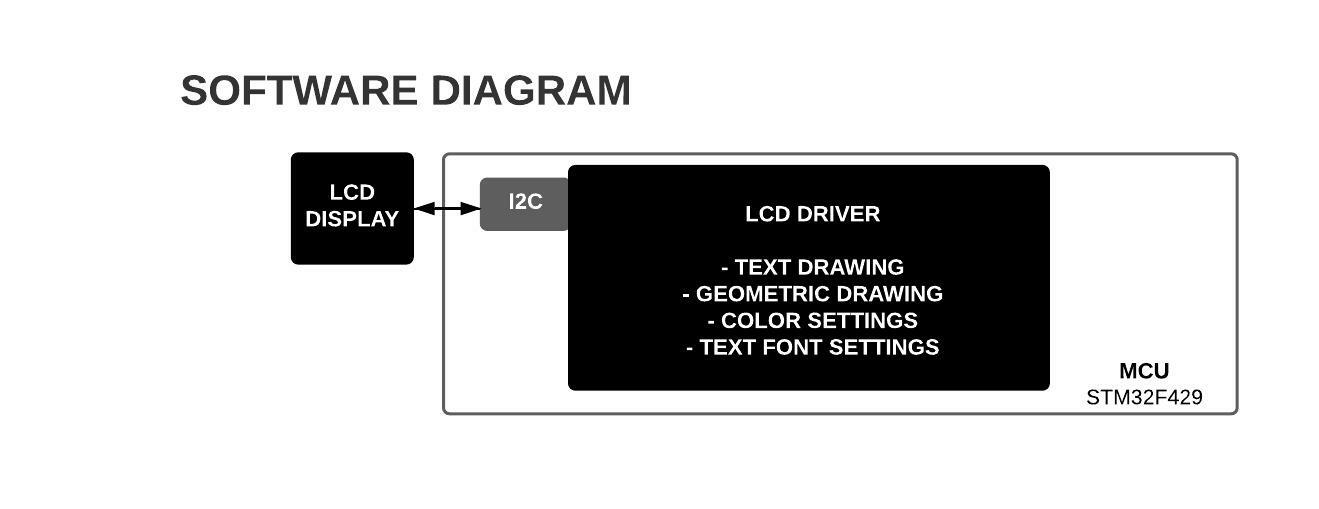 SOFTWARE DIAGRAM
LCD
DISPLAY
I2C
LCD DRIVER
- TEXT DRAWING
- GEOMETRIC DRAWING
- COLOR SETTINGS
- TEXT FONT SETTINGS
MCU
STM32F429